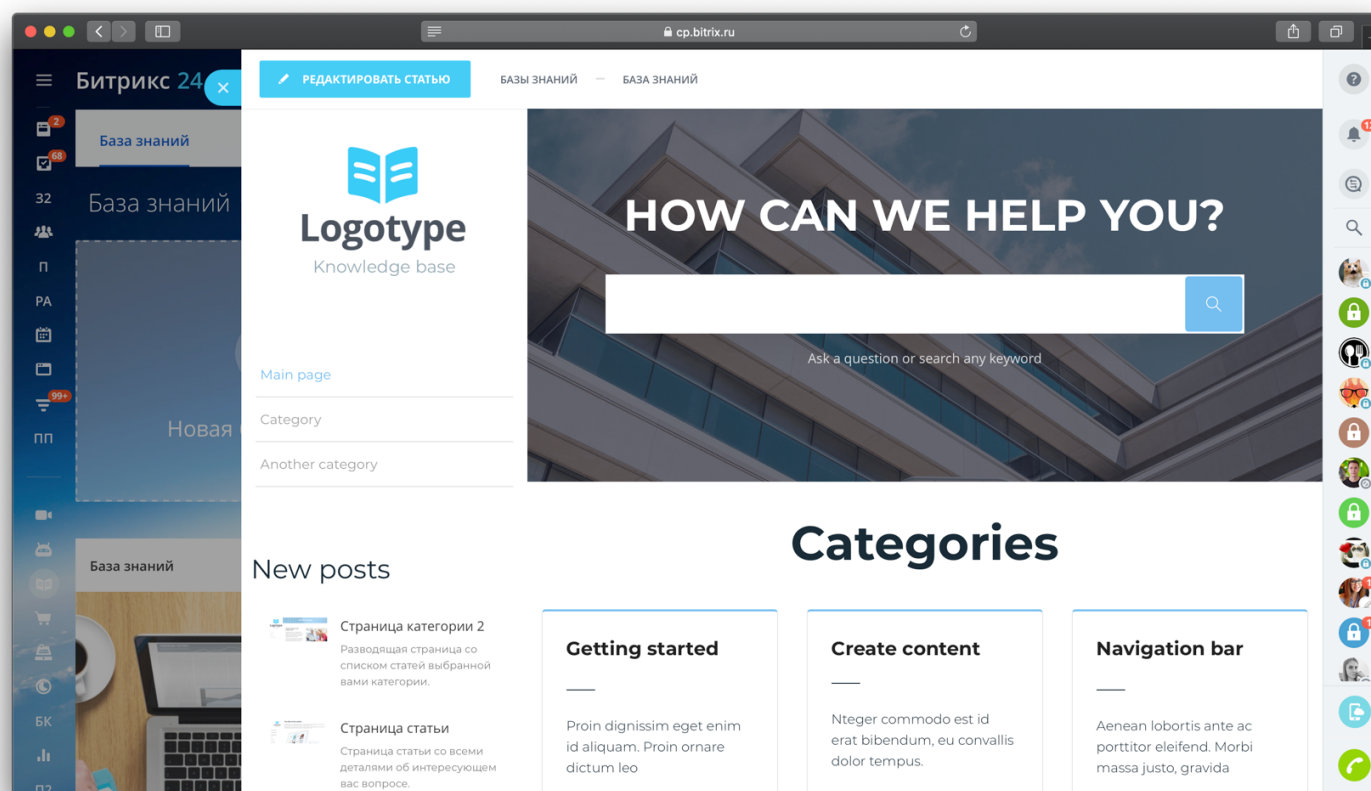 cp.bitrix.ru
Битрикс 24
РЕДАКТИРОВАТЬ СТАТЬЮ
БАЗЫ ЗНАНИЙ — БАЗА ЗНАНИЙ
2
База знаний
68
32
База знаний
П
РА
99+
Новая
ПП
База знаний
БК
Logotype
Knowledge base
Main page
Category
Another category
HOW CAN WE HELP YOU?
Ask a question or search any keyword
Categories
New posts
Страница категории 2
Разводящая страница со
списком статей выбранной
вами категории.
Страница статьи
Страница статьи со всеми
деталями об интересующем
вас вопросе.
Getting started
Proin dignissim eget enim
id aliquam. Proin ornare
dictum leo
Create content
Nteger commodo est id
erat bibendum, eu convallis
dolor tempus.
Navigation bar
Aenean lobortis ante ac
porttitor eleifend. Morbi
massa justo, gravida